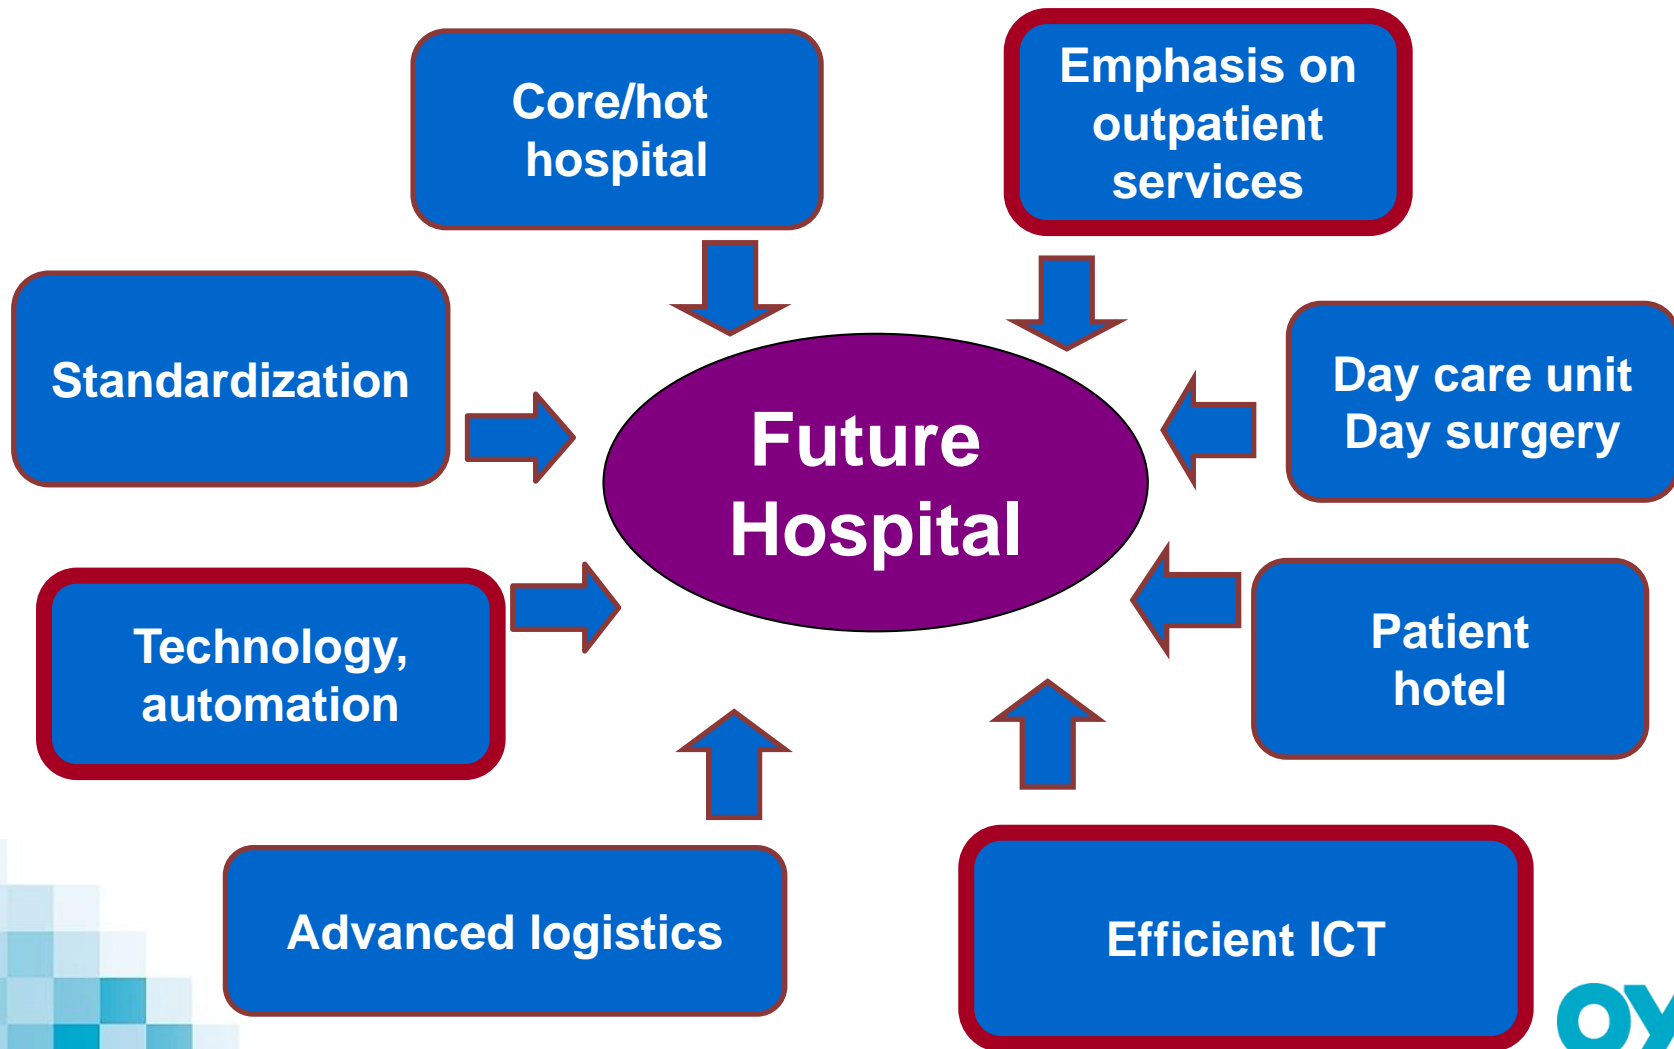 Core/hot
hospital
Emphasis on
outpatient
services
Standardization
Future
Hospital
Day care unit
Day surgery
Technology,
automation
Patient
hotel
Advanced logistics
Efficient ICT
OY